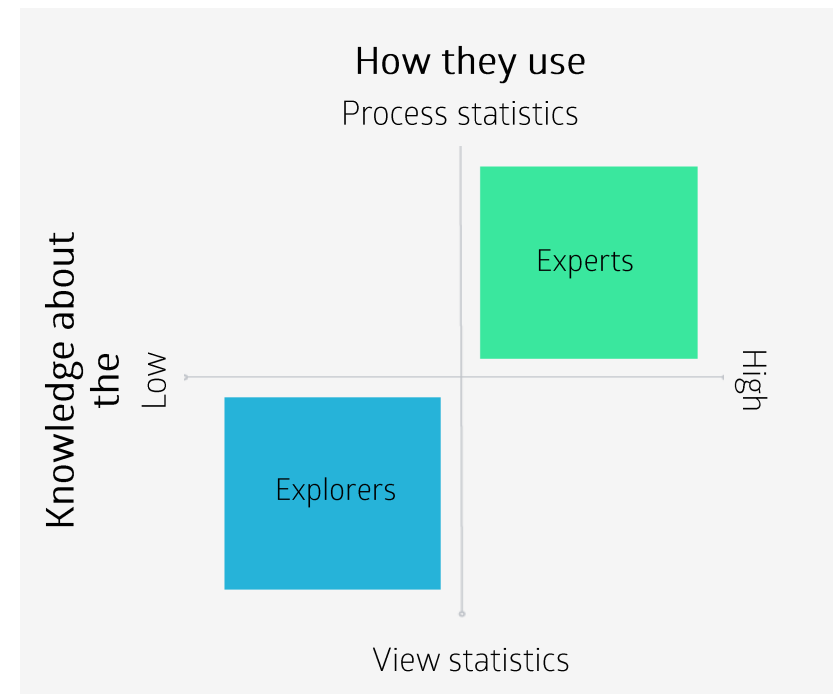 How they use
Process statistics
Experts
Knowledge about
the
Low
High
Explorers
View statistics